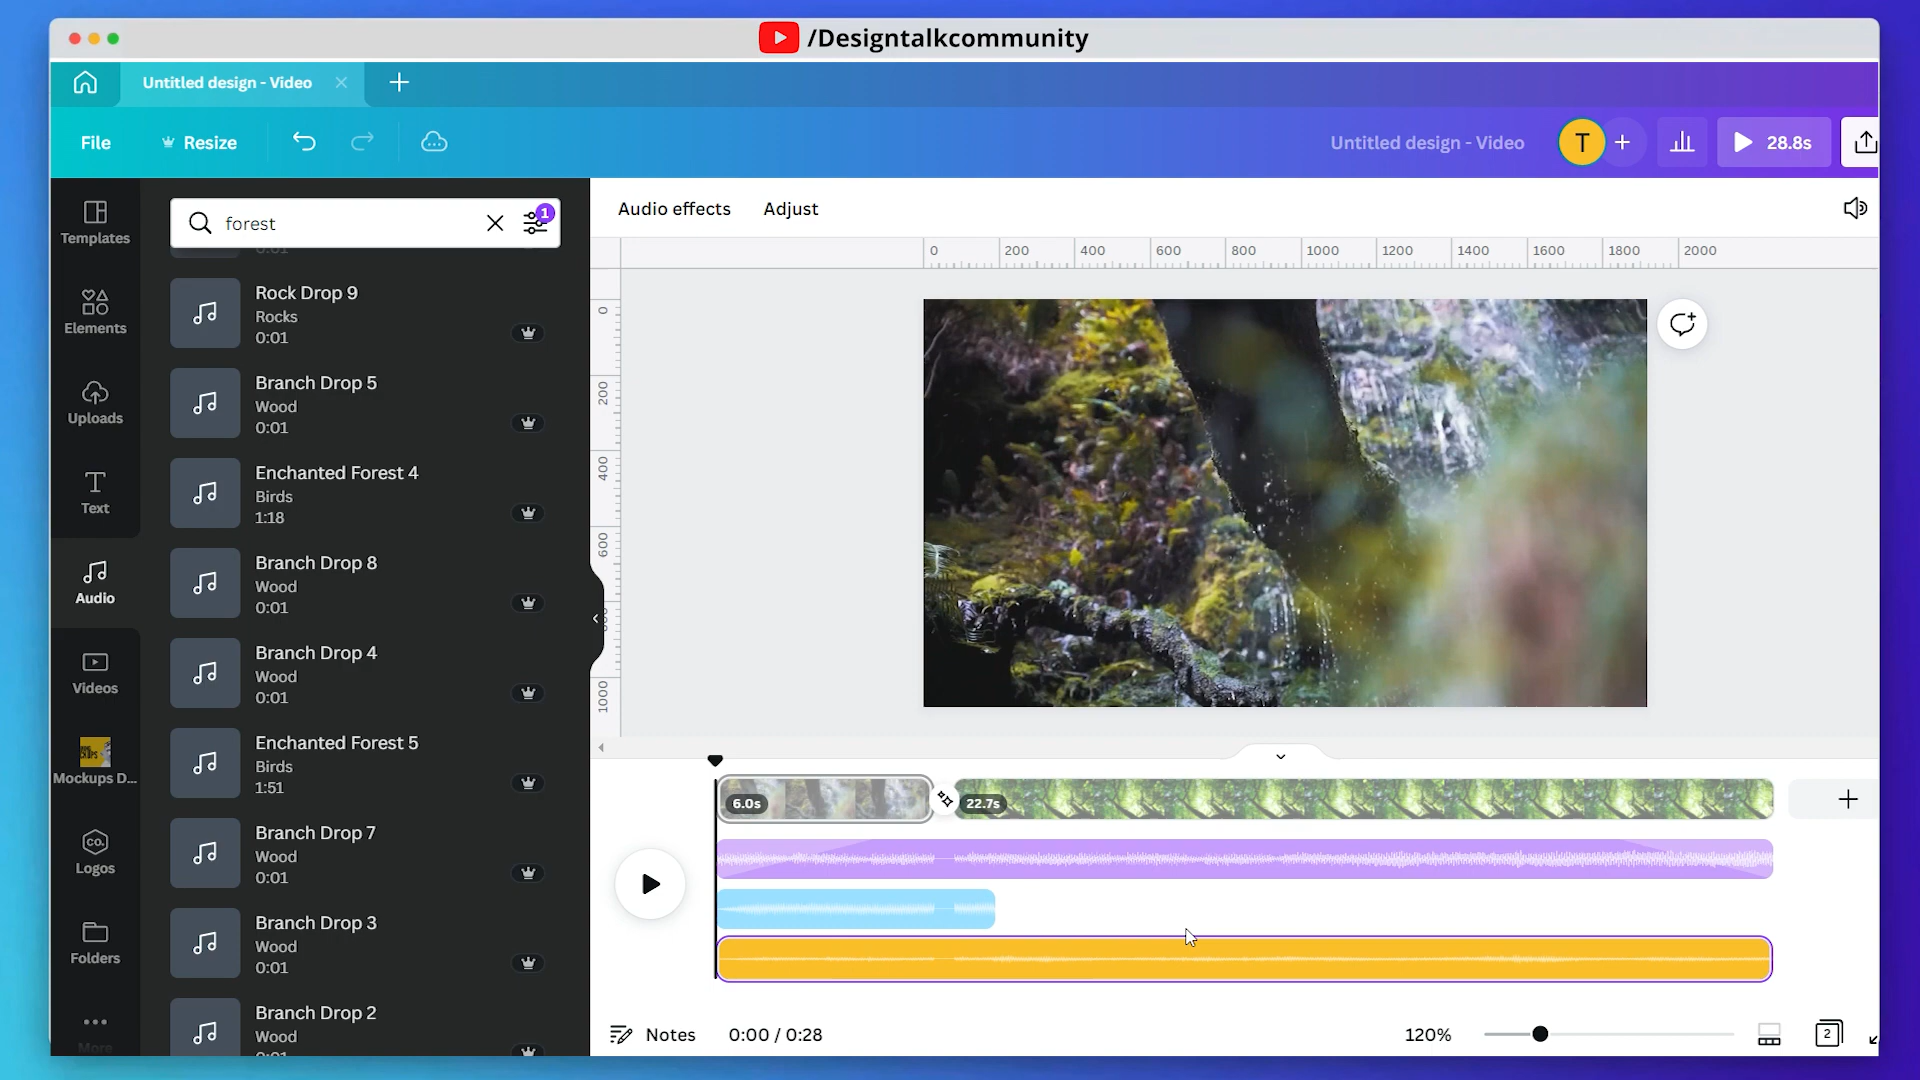 /Designtalkcommunity
Untitled design - Video
File
Resize
Untitled design - Video
T
28.8s
Templates
Elements
Uploads
Text
Audio
Videos
Mockups D...
Logos
Folders
More
forest
1
0:01
Rock Drop 9
Rocks
0:01
Branch Drop 5
Wood
0:01
Enchanted Forest 4
Birds
1:18
Branch Drop 8
Wood
0:01
Branch Drop 4
Wood
0:01
Enchanted Forest 5
Birds
1:51
Branch Drop 7
Wood
0:01
Branch Drop 3
Wood
0:01
Branch Drop 2
Wood
0:01
Audio effects
Adjust
0 200 400 600 800 1000 1200 1400 1600 1800 2000
0
200
400
600
1000
6.0s
22.7s
Notes
0:00 / 0:28
120%
2
CO.